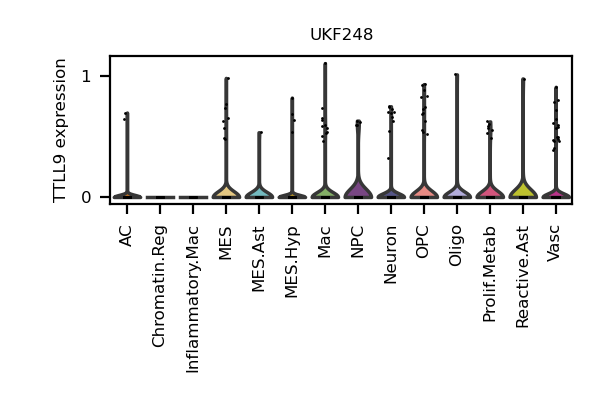 UKF248
TTLL9 expression
1
0
AC
Chromatin.Reg
Inflammatory.Mac
MES
MES.Ast
MES.Hyp
Mac
NPC
Neuron
OPC
Oligo
Prolif.Metab
Reactive.Ast
Vasc